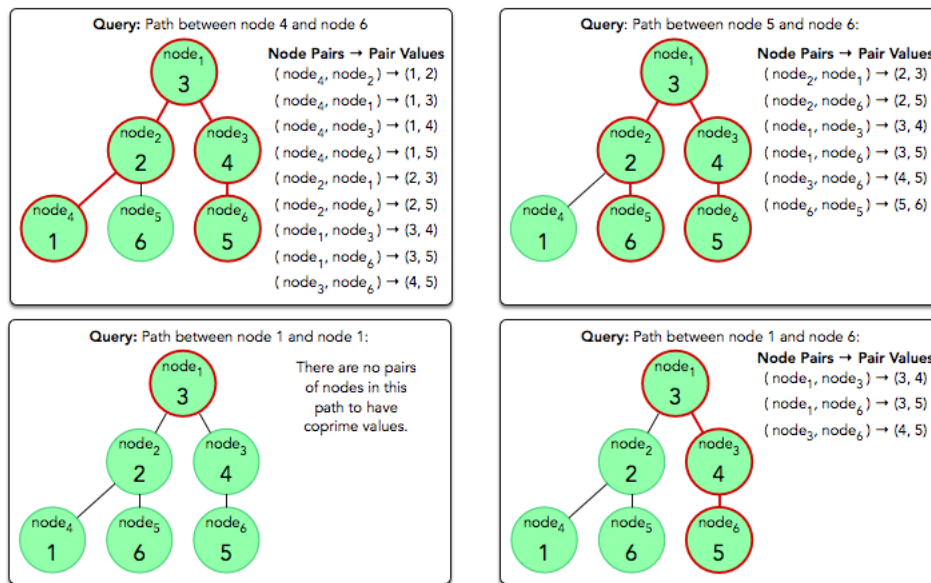 Query: Path between node 4 and node 6
node1
3
node2
2
node3
4
node4
1
node5
6
node6
5
Node Pairs → Pair Values
( node4, node2 ) → (1, 2)
( node4, node1 ) → (1, 3)
( node4, node3 ) → (1, 4)
( node4, node6 ) → (1, 5)
( node2, node1 ) → (2, 3)
( node2, node6 ) → (2, 5)
( node1, node3 ) → (3, 4)
( node1, node6 ) → (3, 5)
( node3, node6 ) → (4, 5)
Query: Path between node 5 and node 6:
node1
3
node2
2
node3
4
node4
1
node5
6
node6
5
Node Pairs → Pair Values
( node2, node1 ) → (2, 3)
( node2, node6 ) → (2, 5)
( node1, node3 ) → (3, 4)
( node1, node6 ) → (3, 5)
( node3, node6 ) → (4, 5)
( node6, node5 ) → (5, 6)
Query: Path between node 1 and node 1:
node1
3
node2
2
node3
4
node4
1
node5
6
node6
5
There are no pairs
of nodes in this
path to have
coprime values.
Query: Path between node 1 and node 6:
node1
3
node2
2
node3
4
node4
1
node5
6
node6
5
Node Pairs → Pair Values
( node1, node3 ) → (3, 4)
( node1, node6 ) → (3, 5)
( node3, node6 ) → (4, 5)